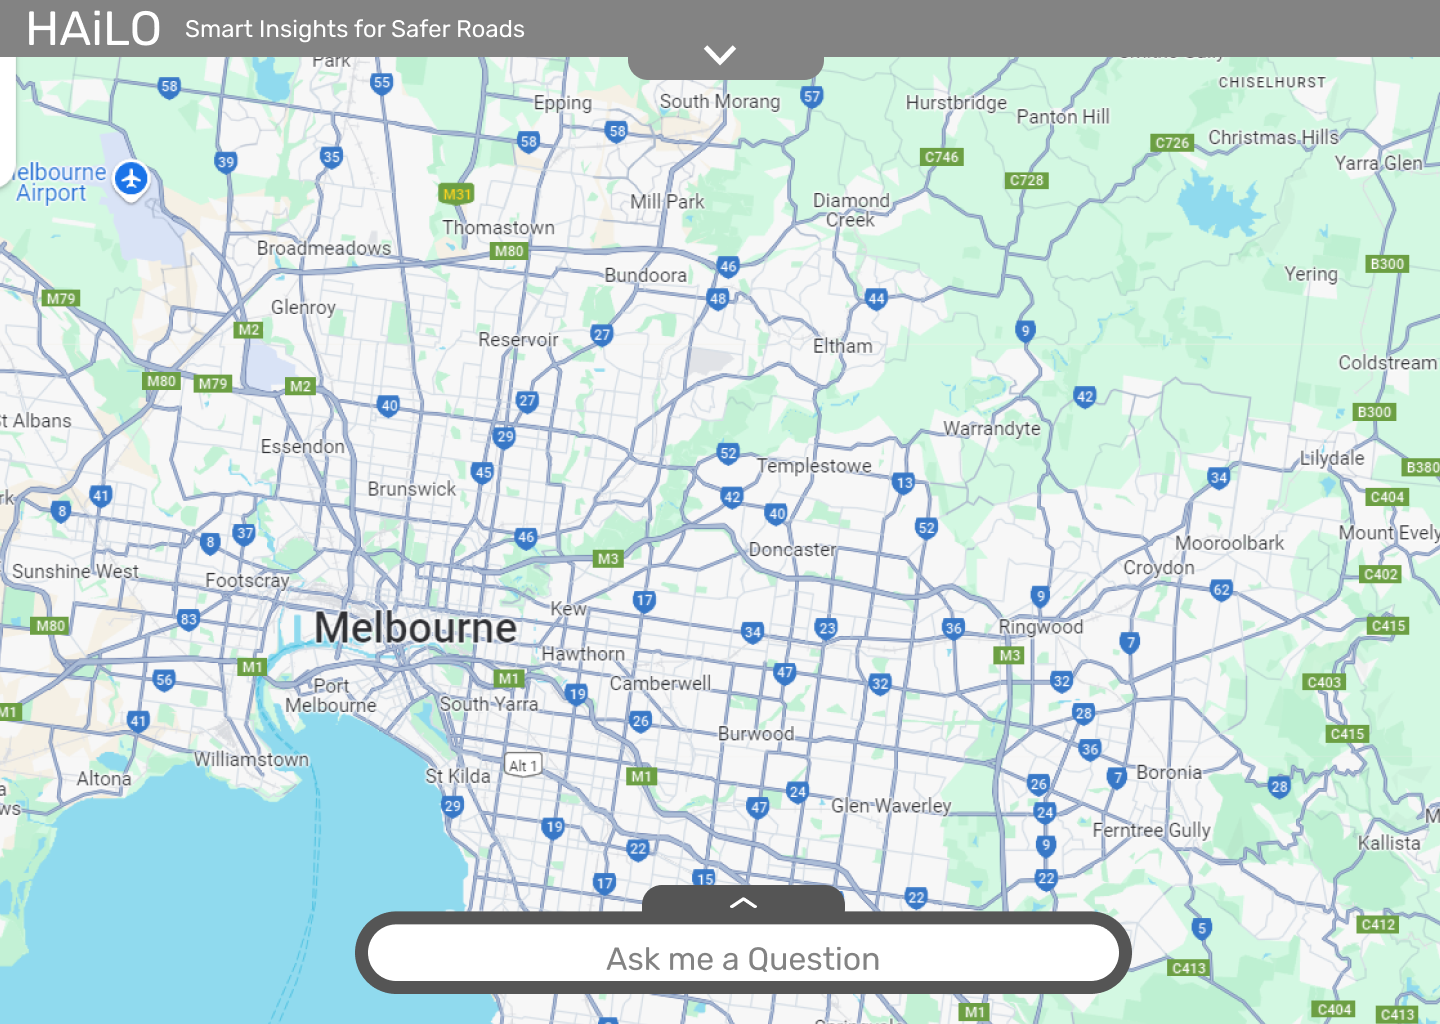 HAiLO
Smart Insights for Safer Roads
Park
CHISELHURST
58
55
Epping
South Morang
57
Hurstbridge
Panton Hill
58
58
C726
Christmas Hills
39
35
C746
Yarra Glen
C728
Airport
M31
Mill Park
Diamond
Creek
Thomastown
Broadmeadows
M80
46
B300
Bundoora
Yering
M79
Glenroy
48
44
M2
27
9
Reservoir
Eltham
Coldstream
M80
M79
M2
40
27
42
B300
St Albans
29
Warrandyte
Essendon
52
Templestowe
Lilydale
45
13
34
B380
Brunswick
41
42
C404
8
40
52
8
37
46
Mount Evely
Doncaster
Mooroolbark
M3
Sunshine West
Footscray
Croydon
C402
62
9
Kew
17
M80
83
Melbourne
34
23
36
Ringwood
C415
7
Hawthorn
M3
M1
56
M1
Camberwell
47
32
32
C403
Port
Melbourne
19
South Yarra
M1
41
26
28
Burwood
C415
36
Williamstown
Altona
St Kilda
Alt 1
M1
Boronia
7
26
28
24
29
47
Glen Waverley
24
19
Ferntree Gully
22
9
Kallista
17
15
22
22
C412
5
Ask me a Question
C413
M1
C404
C413